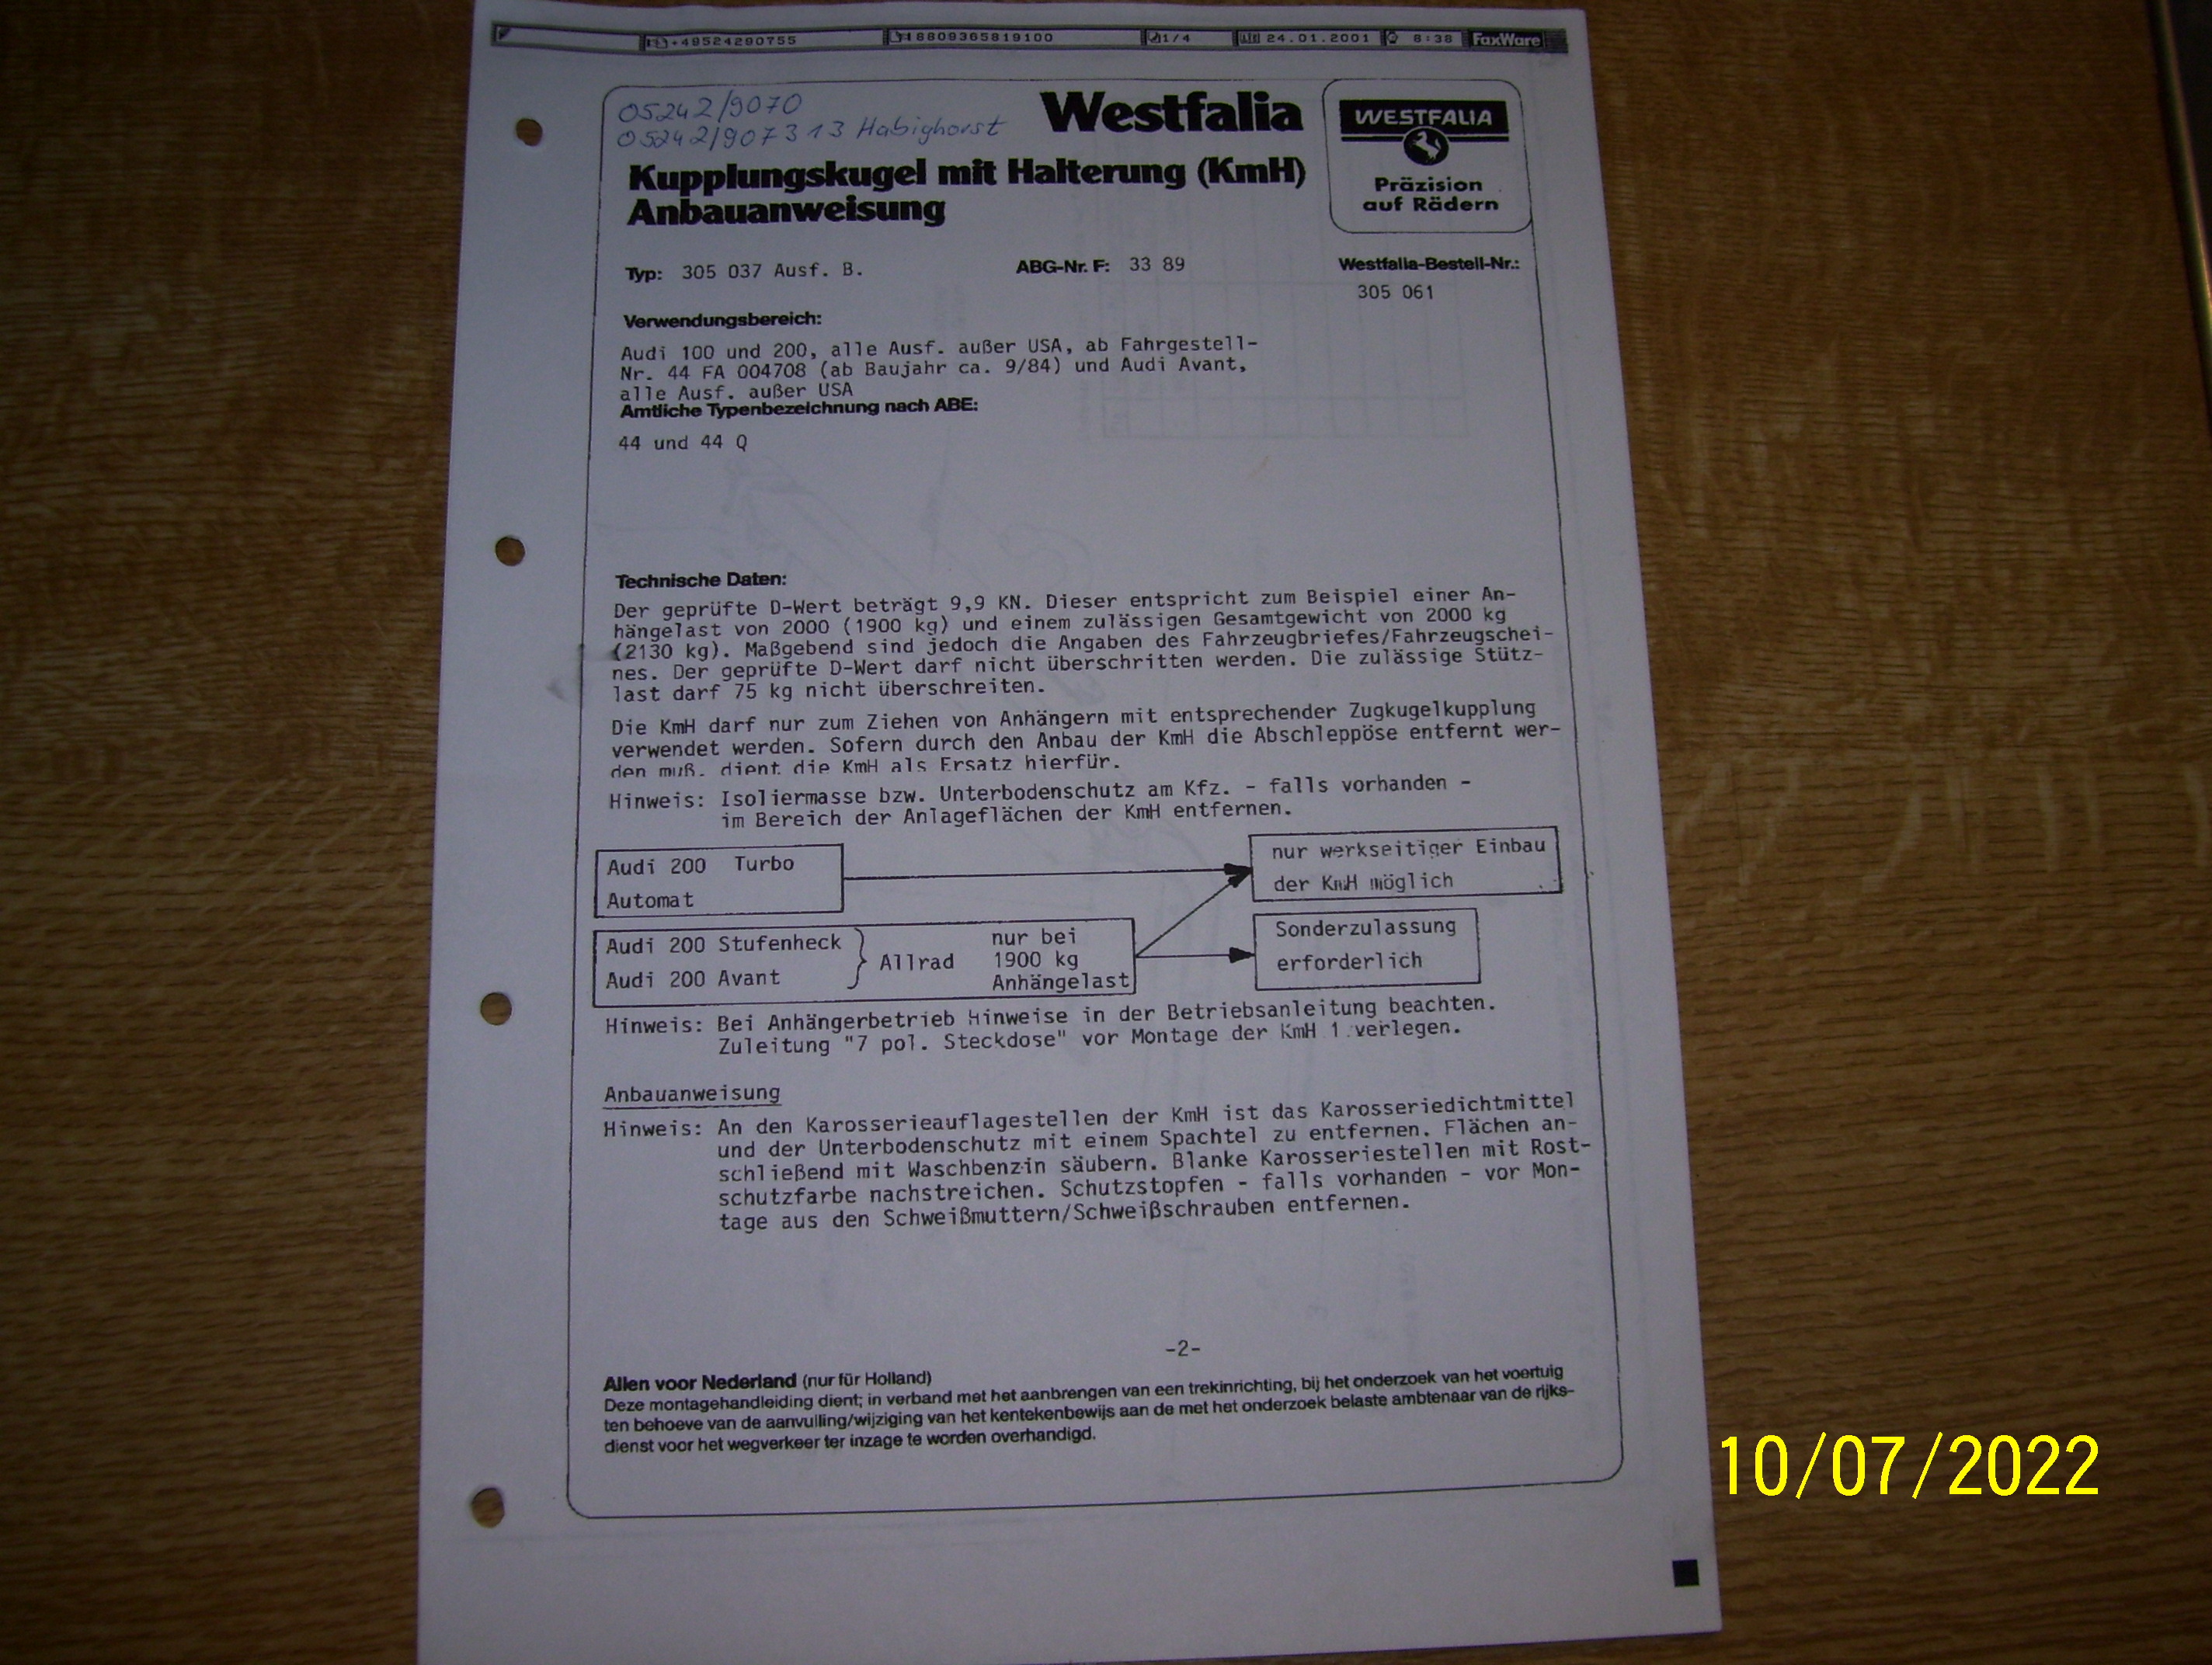 +49524290755 18809365819100 1/4 24.01.2001 8:38 FaxWare
05242/9070
05242/907313 Habighorst
Westfalia
WESTFALIA
Präzision
auf Rädern
Kupplungskugel mit Halterung (KmH)
Anbauanweisung
Typ: 305 037 Ausf. B. ABG-Nr. F: 33 89 Westfalia-Bestell-Nr.:
305 061
Verwendungsbereich:
Audi 100 und 200, alle Ausf. außer USA, ab Fahrgestell-
Nr. 44 FA 004708 (ab Baujahr ca. 9/84) und Audi Avant,
alle Ausf. außer USA
Amtliche Typenbezeichnung nach ABE:
44 und 44 Q
Technische Daten:
Der geprüfte D-Wert beträgt 9,9 KN. Dieser entspricht zum Beispiel einer An-
hängelast von 2000 (1900 kg) und einem zulässigen Gesamtgewicht von 2000 kg
(2130 kg). Maßgebend sind jedoch die Angaben des Fahrzeugbriefes/Fahrzeugschei-
nes. Der geprüfte D-Wert darf nicht überschritten werden. Die zulässige Stütz-
last darf 75 kg nicht überschreiten.
Die KmH darf nur zum Ziehen von Anhängern mit entsprechender Zugkugelkupplung
verwendet werden. Sofern durch den Anbau der KmH die Abschleppöse entfernt wer-
den muß, dient die KmH als Ersatz hierfür.
Hinweis: Isoliermasse bzw. Unterbodenschutz am Kfz. - falls vorhanden -
im Bereich der Anlageflächen der KmH entfernen.
Audi 200 Turbo
Automat
nur werkseitiger Einbau
der KmH möglich
Audi 200 Stufenheck
Audi 200 Avant
Allrad
nur bei
1900 kg
Anhängelast
Sonderzulassung
erforderlich
Hinweis: Bei Anhängerbetrieb Hinweise in der Betriebsanleitung beachten.
Zuleitung "7 pol. Steckdose" vor Montage der KmH 1. verlegen.
Anbauanweisung
Hinweis: An den Karosserieauflagestellen der KmH ist das Karosseriedichtmittel
und der Unterbodenschutz mit einem Spachtel zu entfernen. Flächen an-
schließend mit Waschbenzin säubern. Blanke Karosseriestellen mit Rost-
schutzfarbe nachstreichen. Schutzstopfen - falls vorhanden - vor Mon-
tage aus den Schweißmuttern/Schweißschrauben entfernen.
-2-
Allen voor Nederland (nur für Holland)
Deze montagehandleiding dient; in verband met het aanbrengen van een trekinrichting, bij het onderzoek van het voertuig
ten behoeve van de aanvulling/wijziging van het kentekenbewijs aan de met het onderzoek belaste ambtenaar van de rijks-
dienst voor het wegverkeer ter inzage te worden overhandigd.
10/07/2022